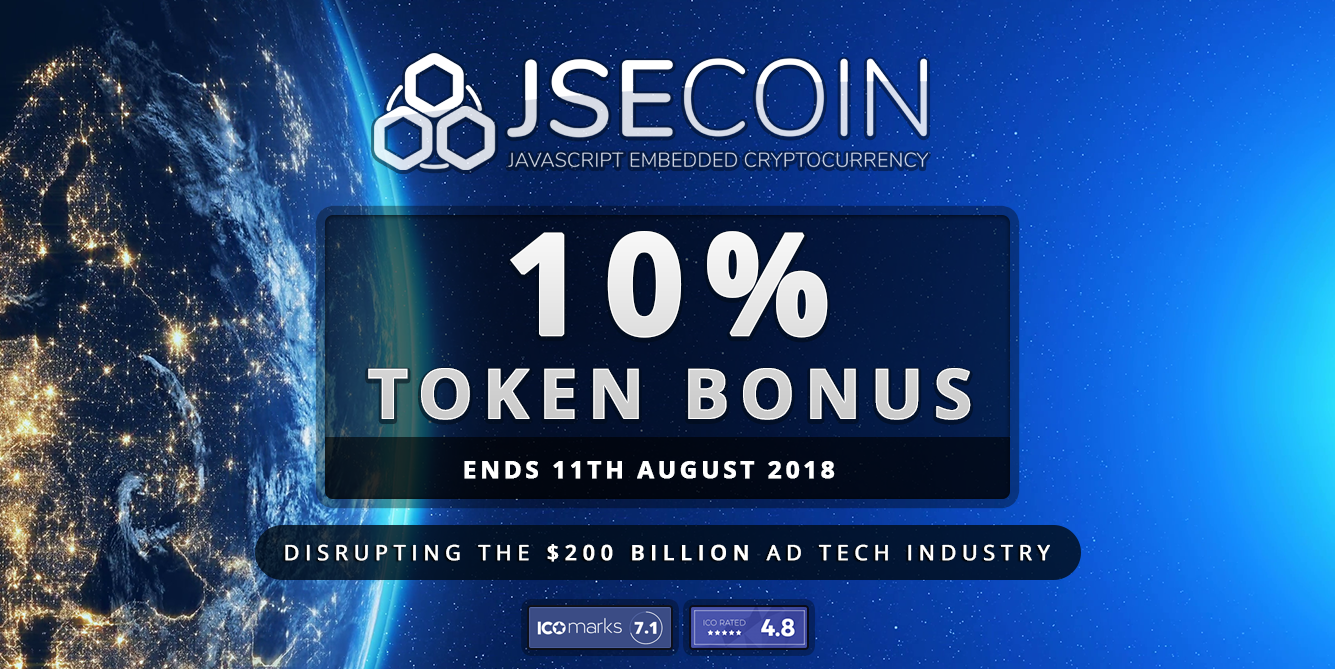 JSECOIN
JAVASCRIPT EMBEDDED CRYPTOCURRENCY
10%
TOKEN BONUS
ENDS 11TH AUGUST 2018
DISRUPTING THE $200 BILLION AD TECH INDUSTRY
ICOmarks 7.1
ICO RATED
★★★★★ 4.8